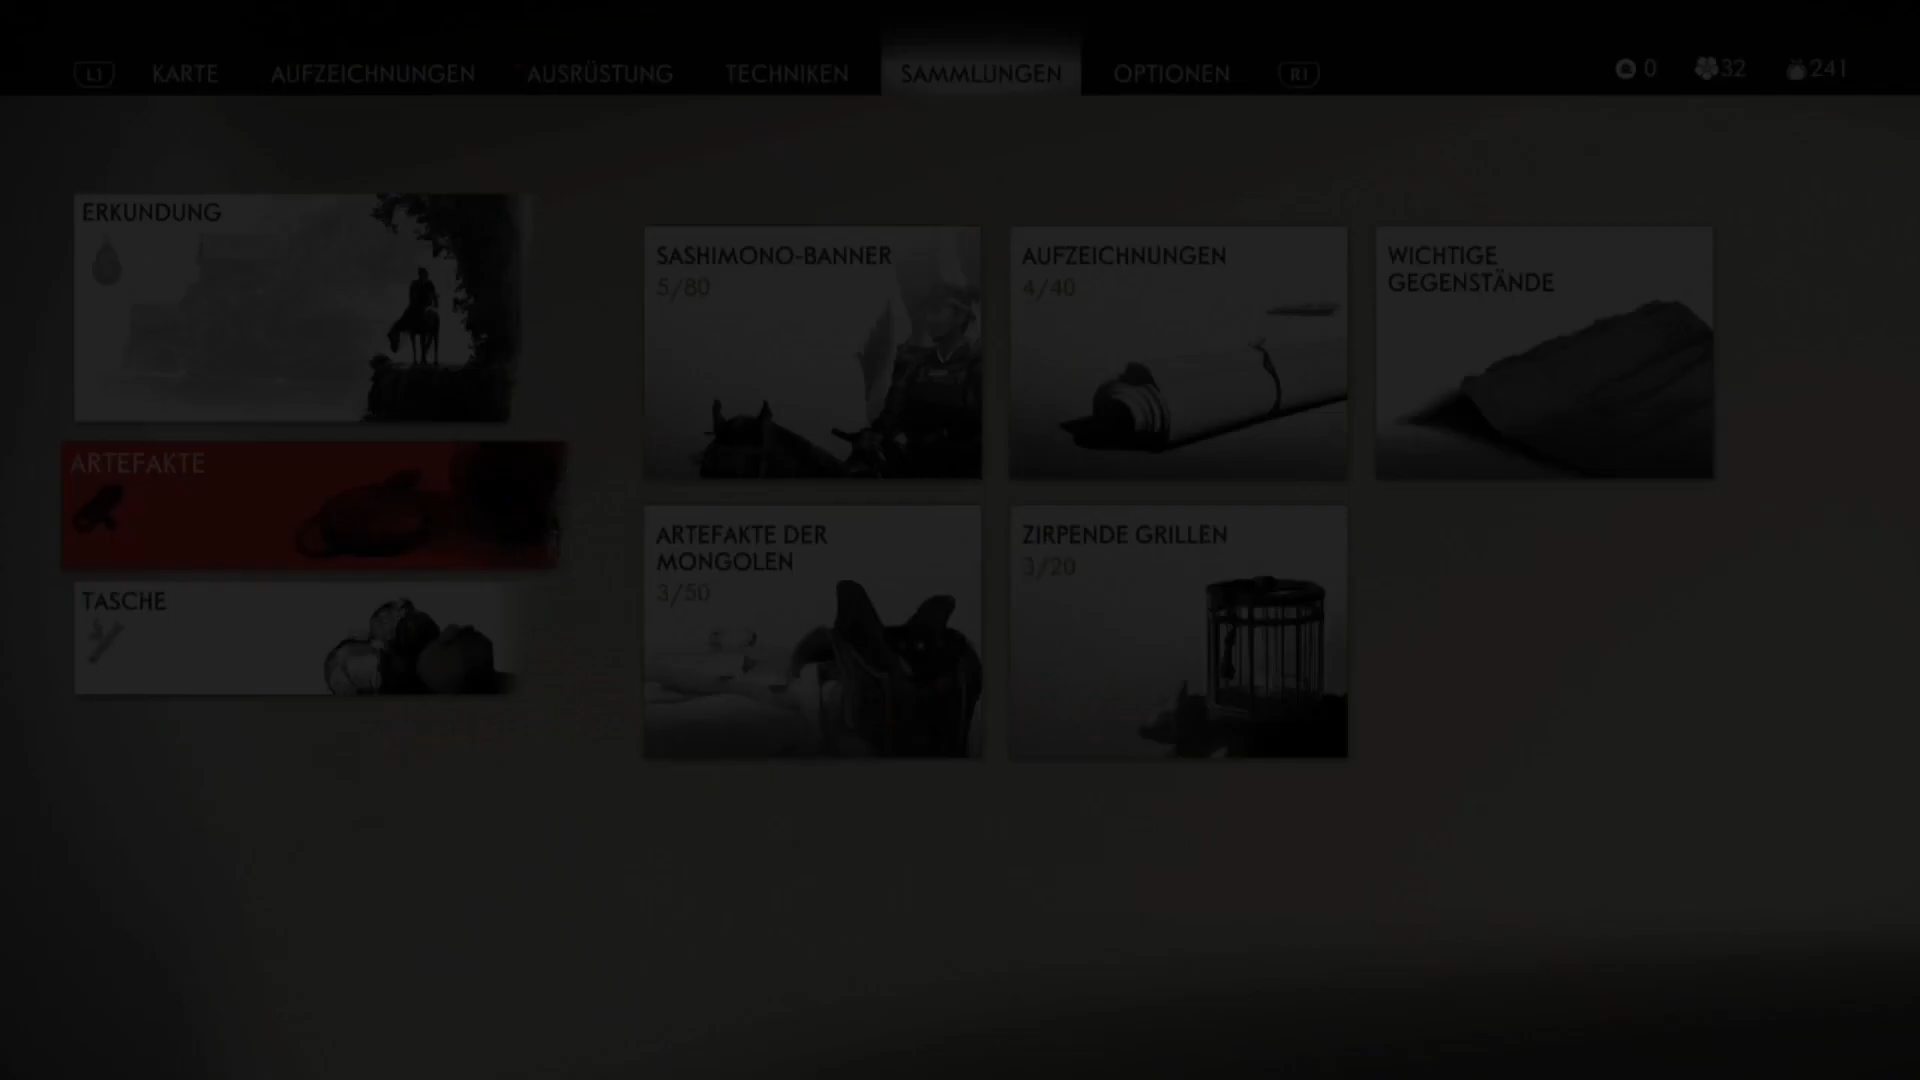 L1 KARTE AUFZEICHNUNGEN AUSRÜSTUNG TECHNIKEN SAMMLUNGEN OPTIONEN R1 0 32 241
ERKUNDUNG
ARTEFAKTE
TASCHE
SASHIMONO-BANNER
5/80
AUFZEICHNUNGEN
4/40
WICHTIGE
GEGENSTÄNDE
ARTEFAKTE DER
MONGOLEN
3/50
ZIRPENDE GRILLEN
3/20